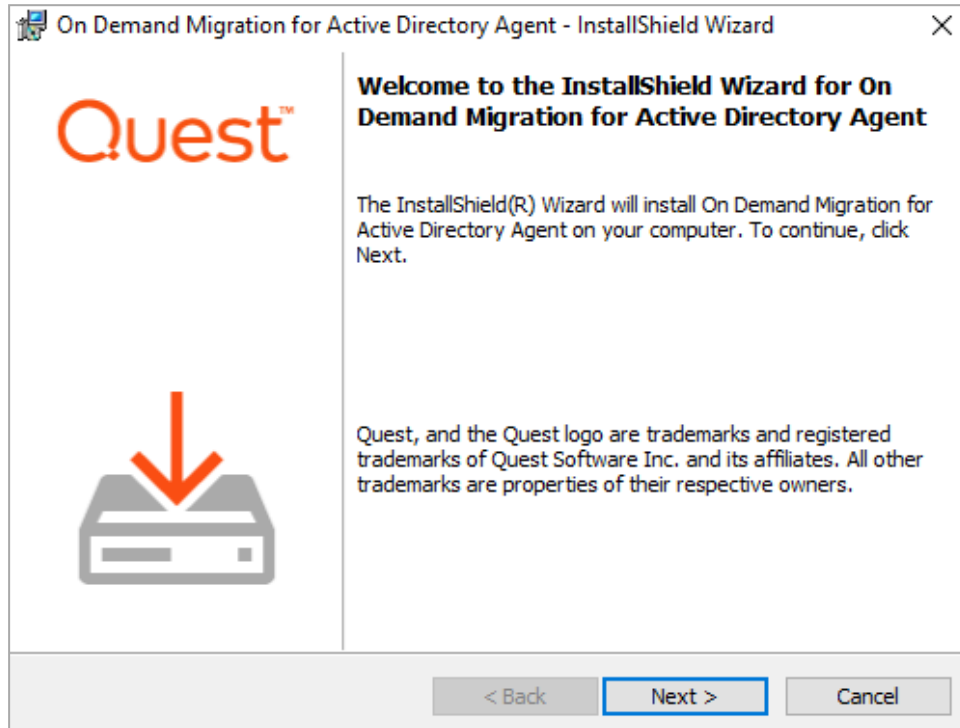 On Demand Migration for Active Directory Agent - InstallShield Wizard
Quest™
Welcome to the InstallShield Wizard for On
Demand Migration for Active Directory Agent
The InstallShield(R) Wizard will install On Demand Migration for
Active Directory Agent on your computer. To continue, click
Next.
Quest, and the Quest logo are trademarks and registered
trademarks of Quest Software Inc. and its affiliates. All other
trademarks are properties of their respective owners.
< Back
Next >
Cancel